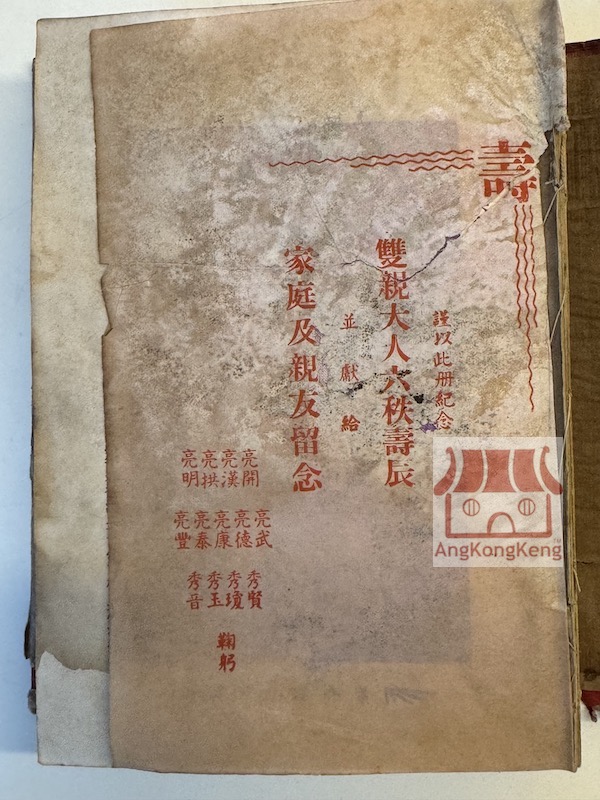 壽
謹以此册紀念
雙親大人六秩壽辰
並獻給
家庭及親友留念
亮開 亮漢 亮拱 亮明
亮武 亮德 亮康 亮泰 亮豐
秀賢 秀瓊 秀玉 秀音
鞠躬
AngKongKeng™